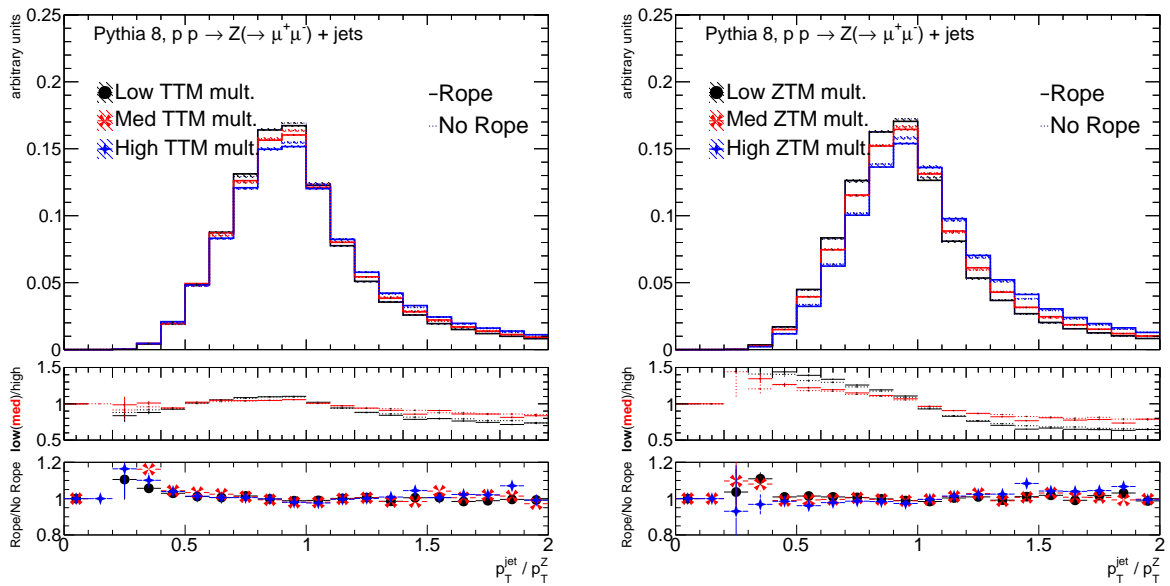 arbitrary units
0.25
0.2
0.15
0.1
0.05
0
Pythia 8, p p → Z(→ μ⁺μ⁻) + jets
Low TTM mult.
Med TTM mult.
High TTM mult.
Rope
No Rope
low(med)/high
1.5
1
0.5
Rope/No Rope
1.2
1
0.8
0 0.5 1 1.5 2
p_T^jet / p_T^Z
arbitrary units
0.25
0.2
0.15
0.1
0.05
0
Pythia 8, p p → Z(→ μ⁺μ⁻) + jets
Low ZTM mult.
Med ZTM mult.
High ZTM mult.
Rope
No Rope
low(med)/high
1.5
1
0.5
Rope/No Rope
1.2
1
0.8
0 0.5 1 1.5 2
p_T^jet / p_T^Z